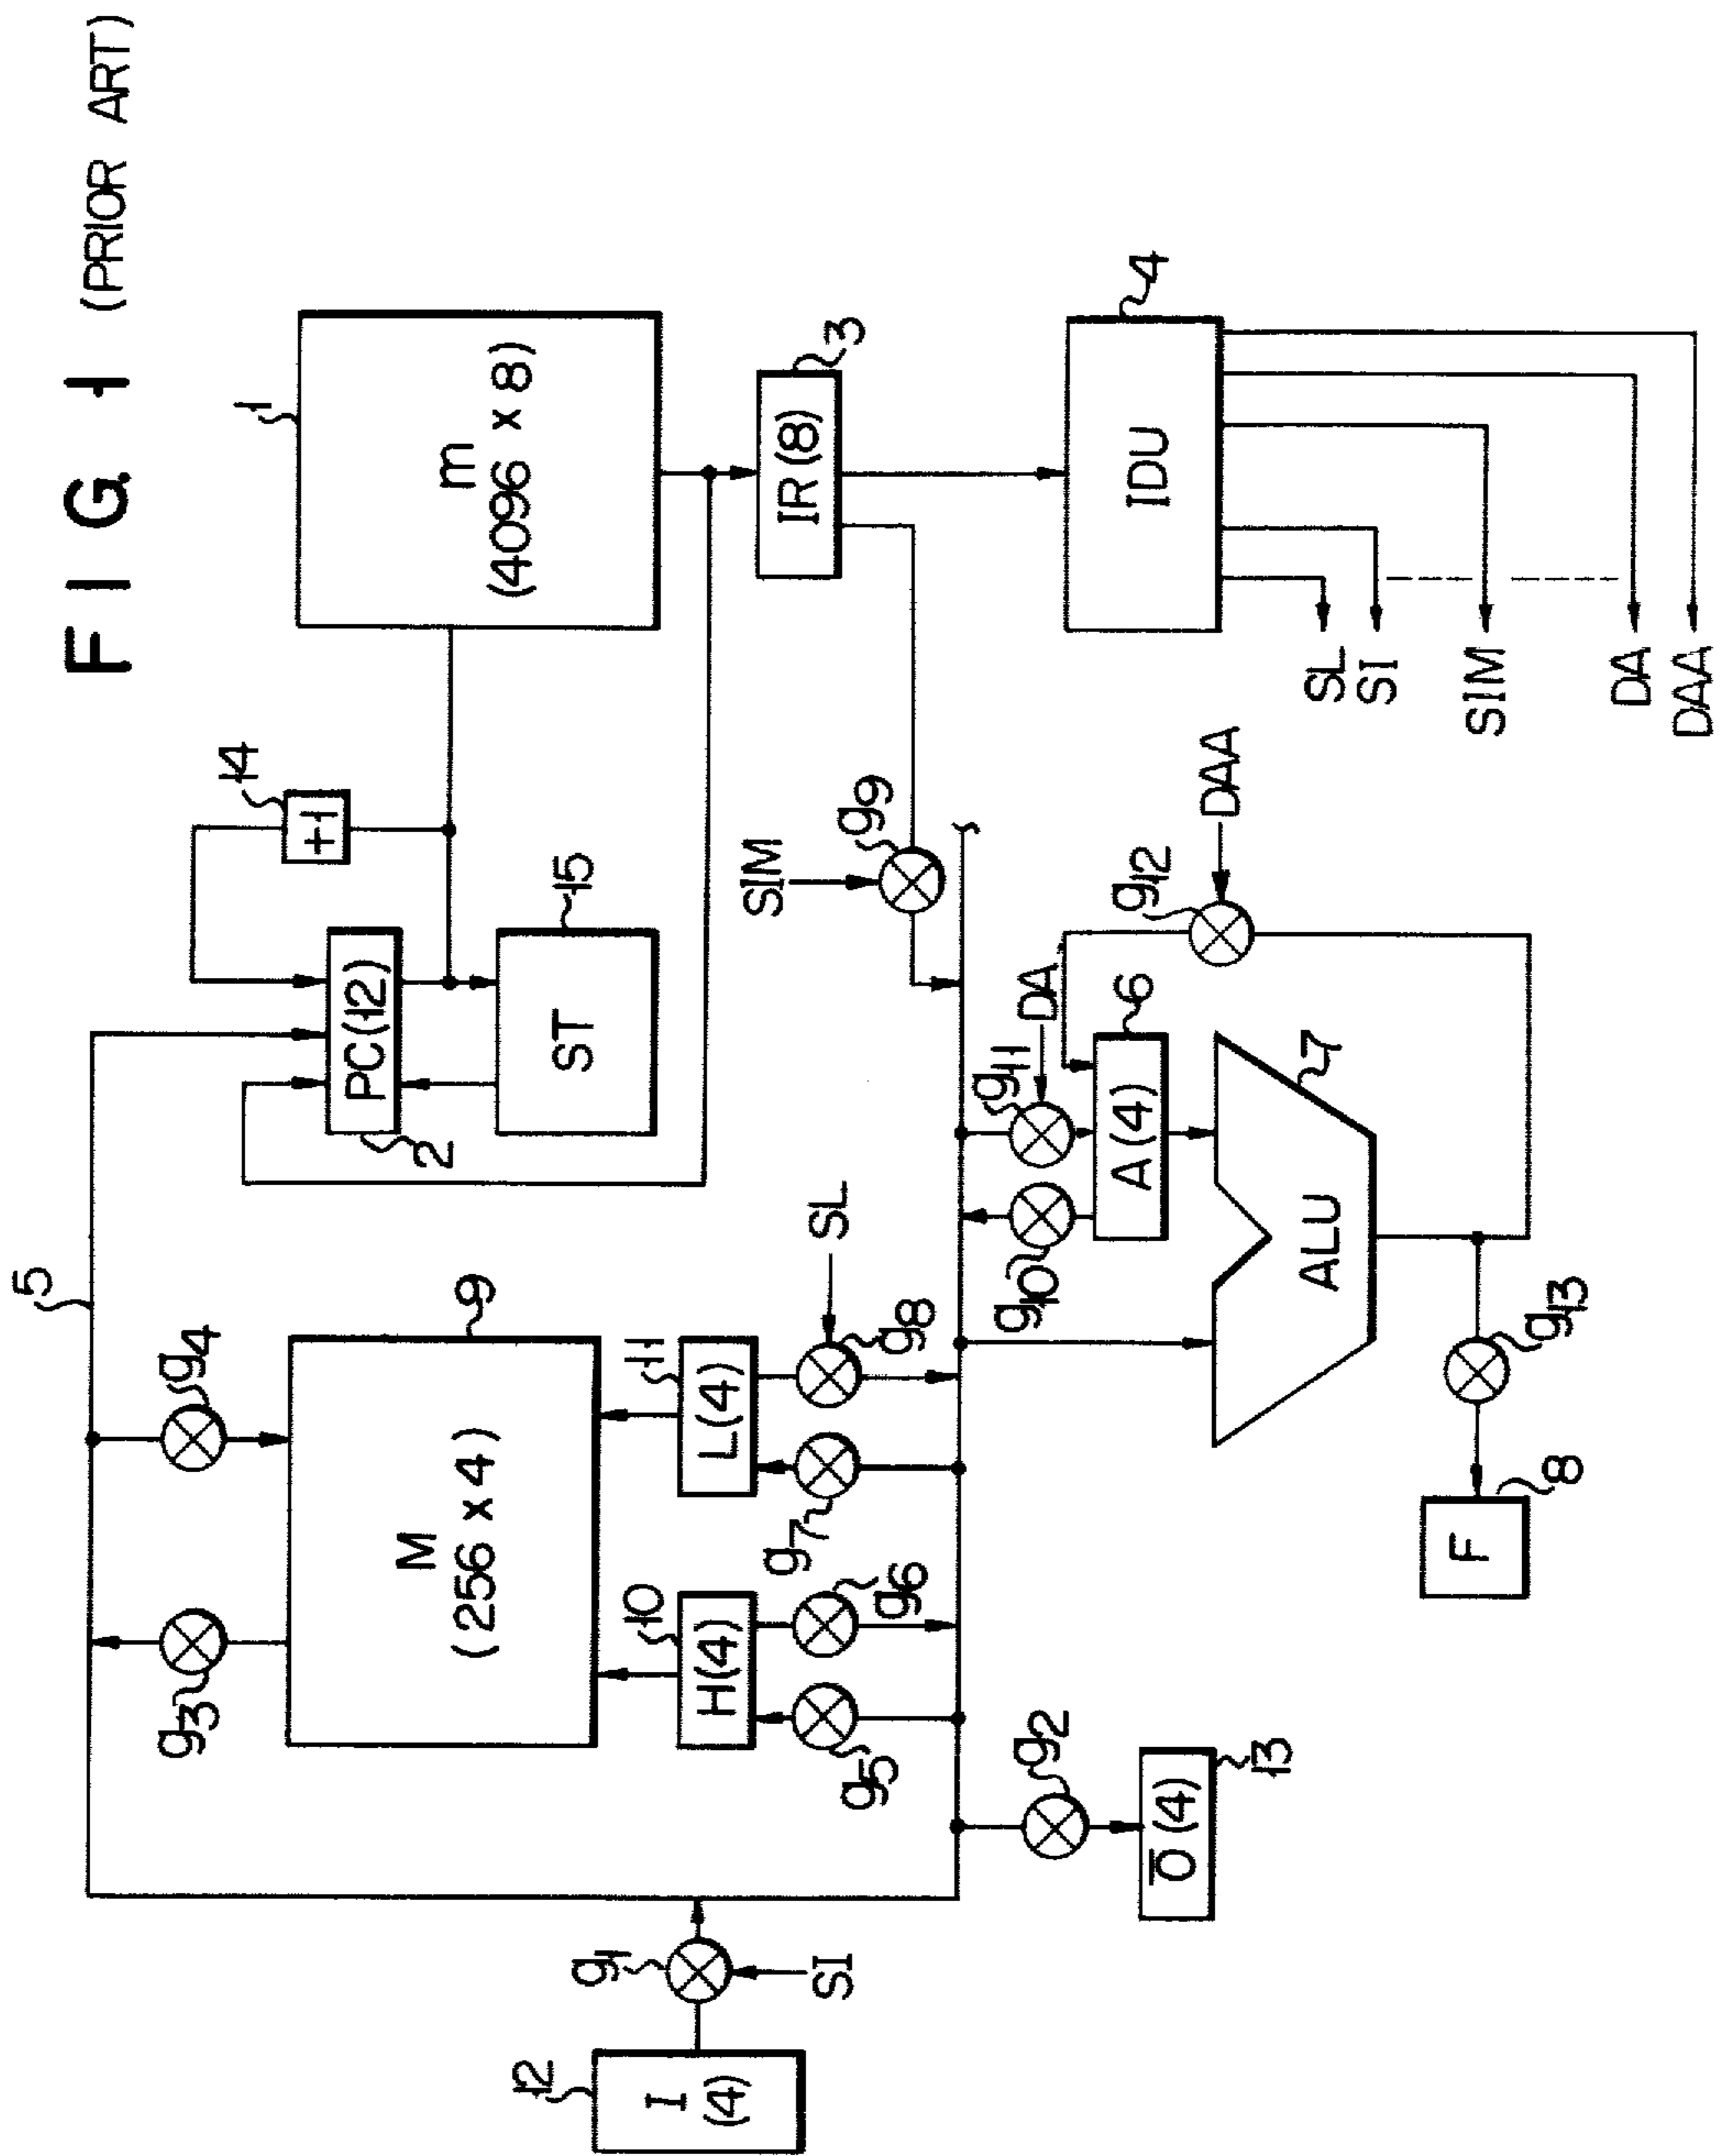 FIG. 1 (PRIOR ART)
1
m
(4096 x 8)
14
+1
PC(12)
2
15
ST
3
IR (8)
4
IDU
SL
SI
SIM
DA
DAA
5
g4
g3
9
M
(256 x 4)
11
L(4)
SL
g8
g7
10
H(4)
g6
g5
SIM
g9
g12
DAA
DA
g11
6
A(4)
g10
7
ALU
g13
8
F
g2
13
O̅(4)
g1
SI
12
I
(4)